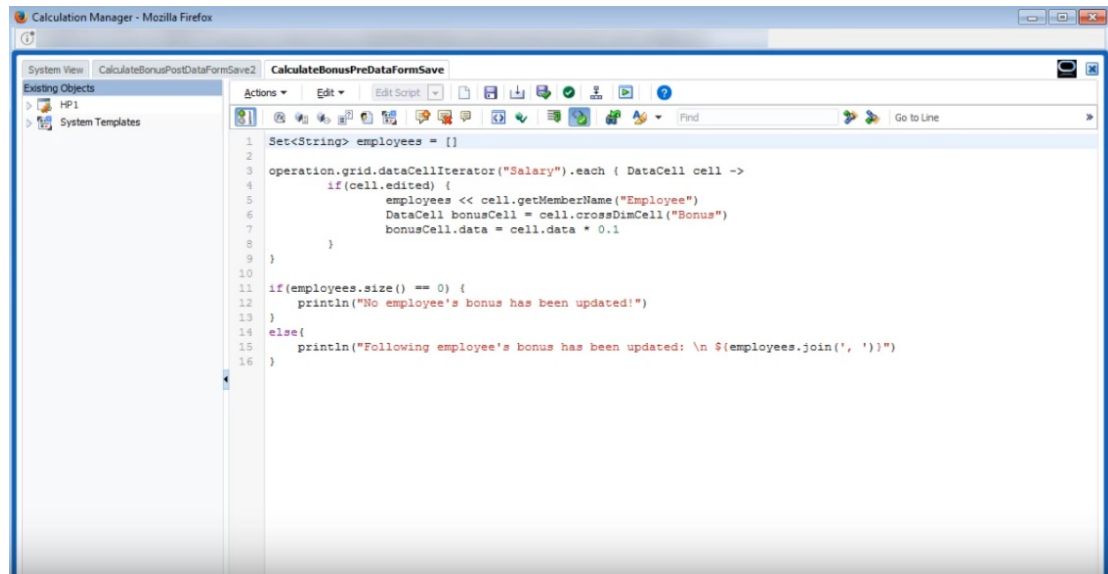 Calculation Manager - Mozilla Firefox
System View CalculateBonusPostDataFormSave2 CalculateBonusPreDataFormSave
Existing Objects
HP1
System Templates
Actions Edit Edit Script
Find Go to Line
1 Set<String> employees = []
2
3 operation.grid.dataCellIterator("Salary").each { DataCell cell ->
4 if(cell.edited) {
5 employees << cell.getMemberName("Employee")
6 DataCell bonusCell = cell.crossDimCell("Bonus")
7 bonusCell.data = cell.data * 0.1
8 }
9 }
10
11 if(employees.size() == 0) {
12 println("No employee's bonus has been updated!")
13 }
14 else{
15 println("Following employee's bonus has been updated: \n ${employees.join(', ')}")
16 }